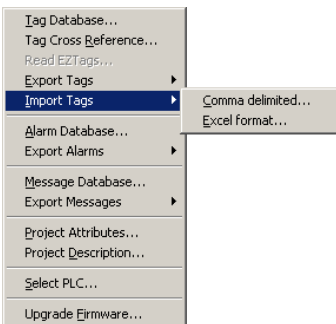 Tag Database...
Tag Cross Reference...
Read EZTags...
Export Tags
Import Tags
Comma delimited...
Excel format...
Alarm Database...
Export Alarms
Message Database...
Export Messages
Project Attributes...
Project Description...
Select PLC...
Upgrade Firmware...